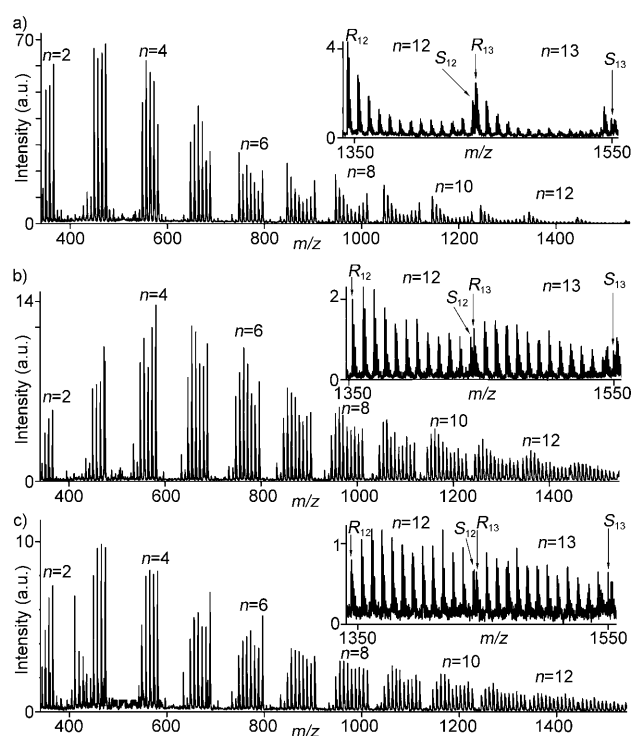 a)
70
Intensity (a.u.)
0
n=2
n=4
n=6
n=8
n=10
n=12
400 600 800 1000 1200 1400
m/z
4
2
0
R12 n=12 S12 R13 n=13 S13
1350 m/z 1550
b)
14
Intensity (a.u.)
0
n=2
n=4
n=6
n=8
n=10
n=12
400 600 800 1000 1200 1400
m/z
2
0
R12 n=12 S12 R13 n=13 S13
1350 m/z 1550
c)
10
Intensity (a.u.)
0
n=2
n=4
n=6
n=8
n=10
n=12
400 600 800 1000 1200 1400
m/z
1
0
R12 n=12 S12 R13 n=13 S13
1350 m/z 1550